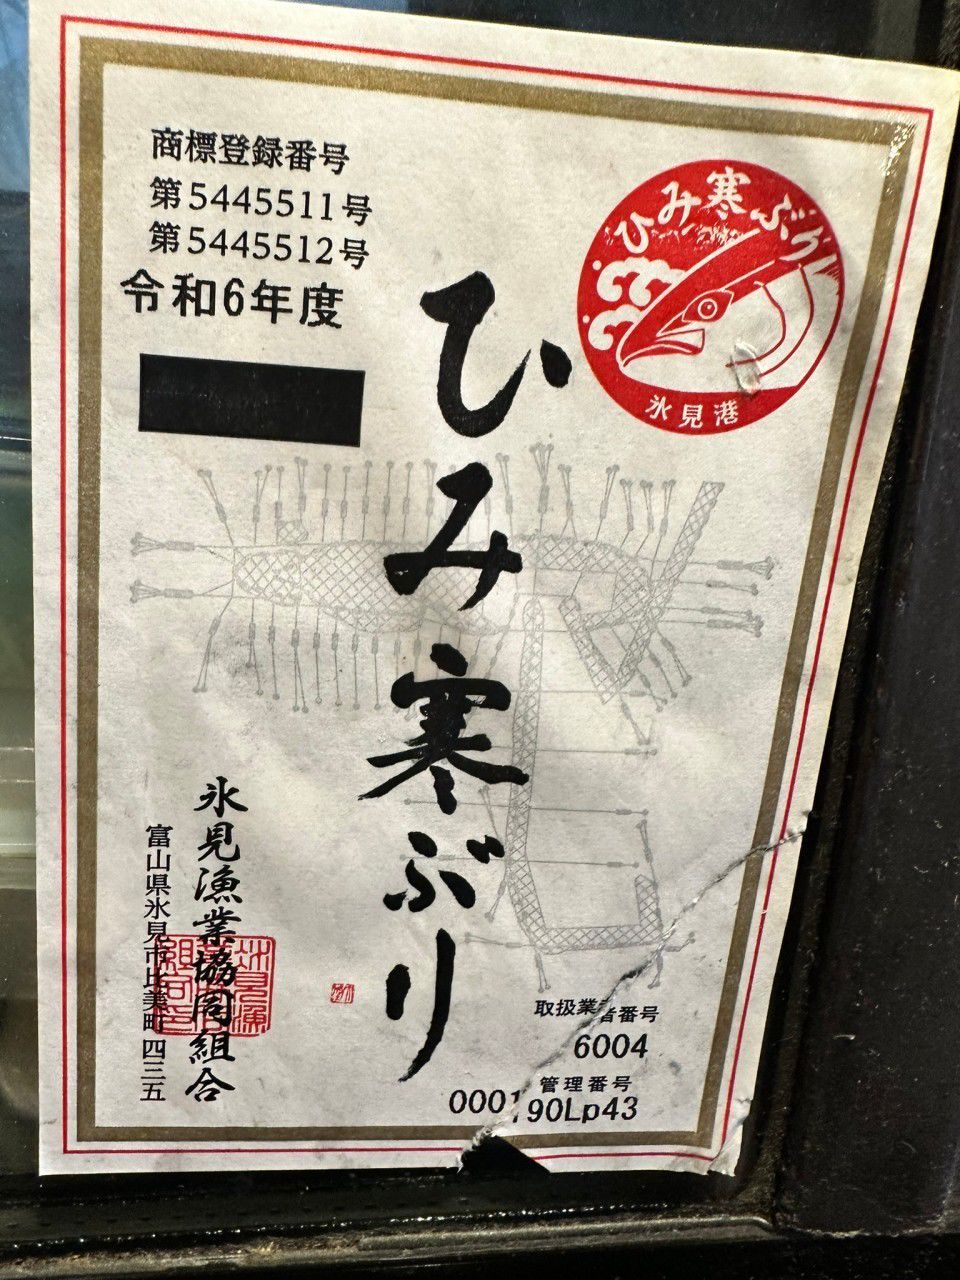 商標登録番号
第5445511号
第5445512号
令和6年度
ひみ寒ぶり
氷見港
ひみ寒ぶり
氷見漁業協同組合
富山県氷見市比美町四三五
取扱業者番号
6004
管理番号
000190Lp43